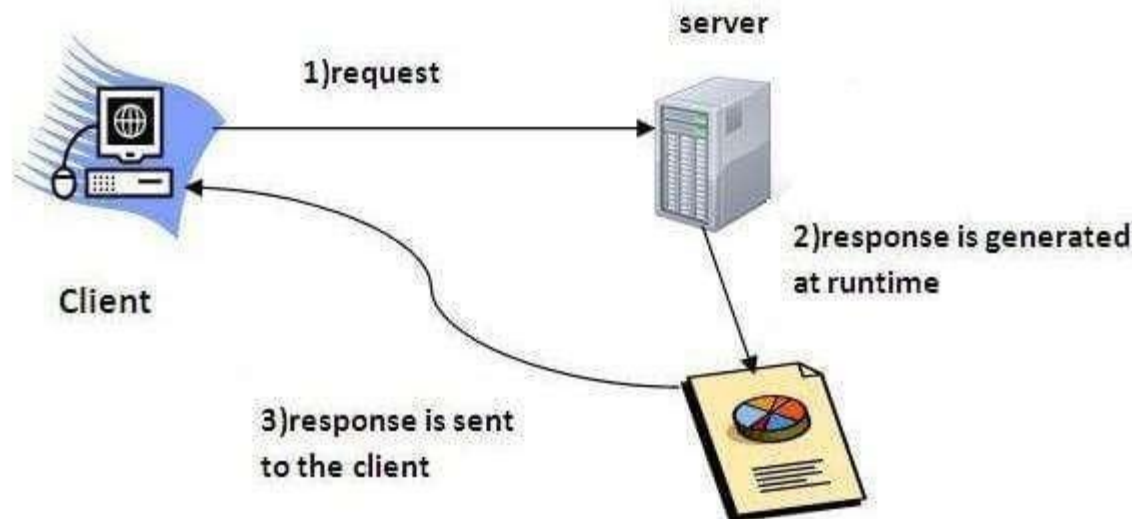 server
1)request
Client
2)response is generated
at runtime
3)response is sent
to the client